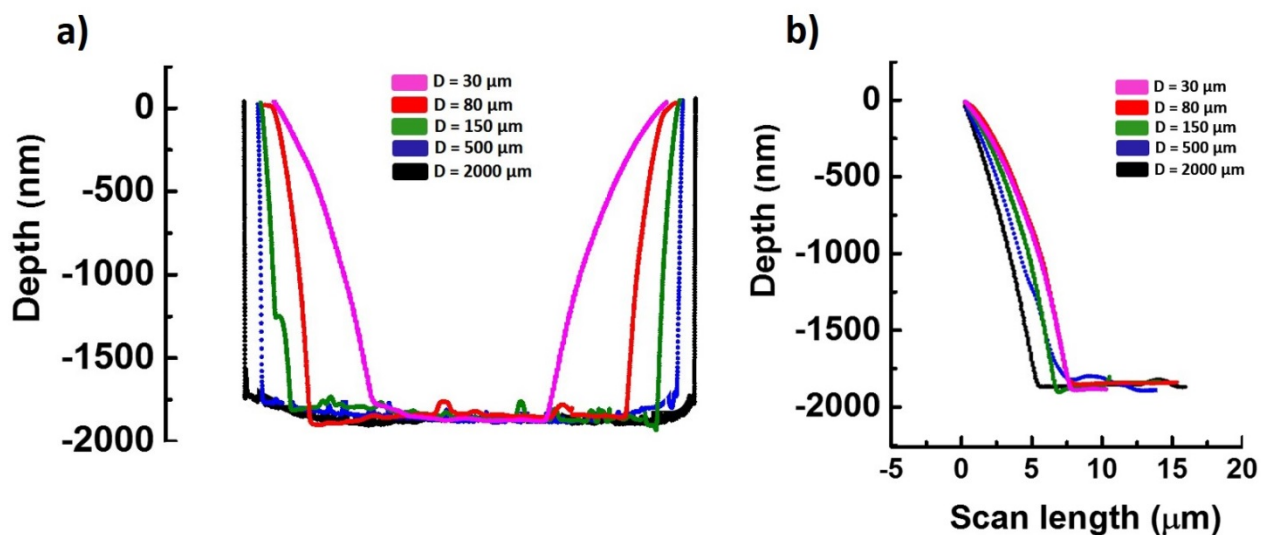 a)
D = 30 μm
D = 80 μm
D = 150 μm
D = 500 μm
D = 2000 μm
Depth (nm)
0
-500
-1000
-1500
-2000
b)
D = 30 μm
D = 80 μm
D = 150 μm
D = 500 μm
D = 2000 μm
Depth (nm)
0
-500
-1000
-1500
-2000
-5 0 5 10 15 20
Scan length (μm)